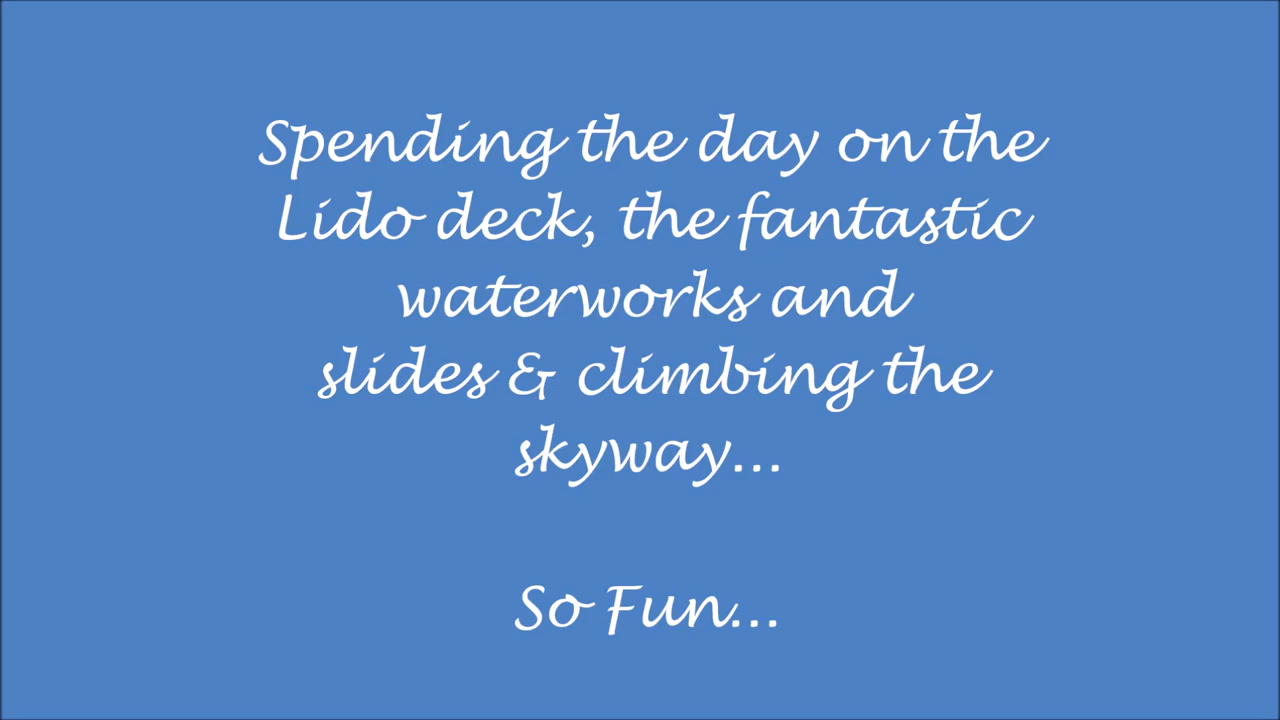 Spending the day on the
Lido deck, the fantastic
waterworks and
slides & climbing the
skyway...
So Fun...